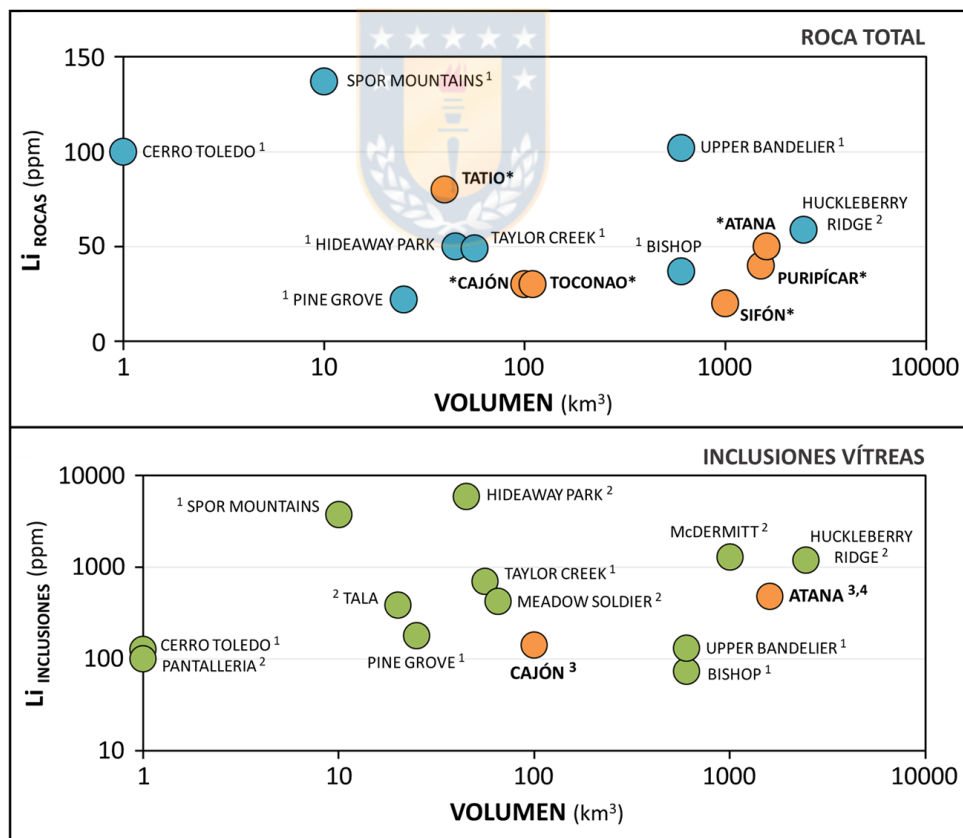 ROCA TOTAL
150
SPOR MOUNTAINS 1
CERRO TOLEDO 1
100
UPPER BANDELIER 1
TATIO*
HUCKLEBERRY
RIDGE 2
*ATANA
1 HIDEAWAY PARK
TAYLOR CREEK 1
1 BISHOP
50
*CAJÓN
TOCONAO*
PURIPÍCAR*
1 PINE GROVE
SIFÓN*
0
Li ROCAS (ppm)
1 10 100 1000 10000
VOLUMEN (km3)
INCLUSIONES VÍTREAS
10000
1 SPOR MOUNTAINS
HIDEAWAY PARK 2
McDERMITT 2
HUCKLEBERRY
RIDGE 2
1000
TAYLOR CREEK 1
ATANA 3,4
2 TALA
MEADOW SOLDIER 2
CERRO TOLEDO 1
PINE GROVE 1
CAJÓN 3
UPPER BANDELIER 1
100
PANTALLERIA 2
BISHOP 1
10
Li INCLUSIONES (ppm)
1 10 100 1000 10000
VOLUMEN (km3)